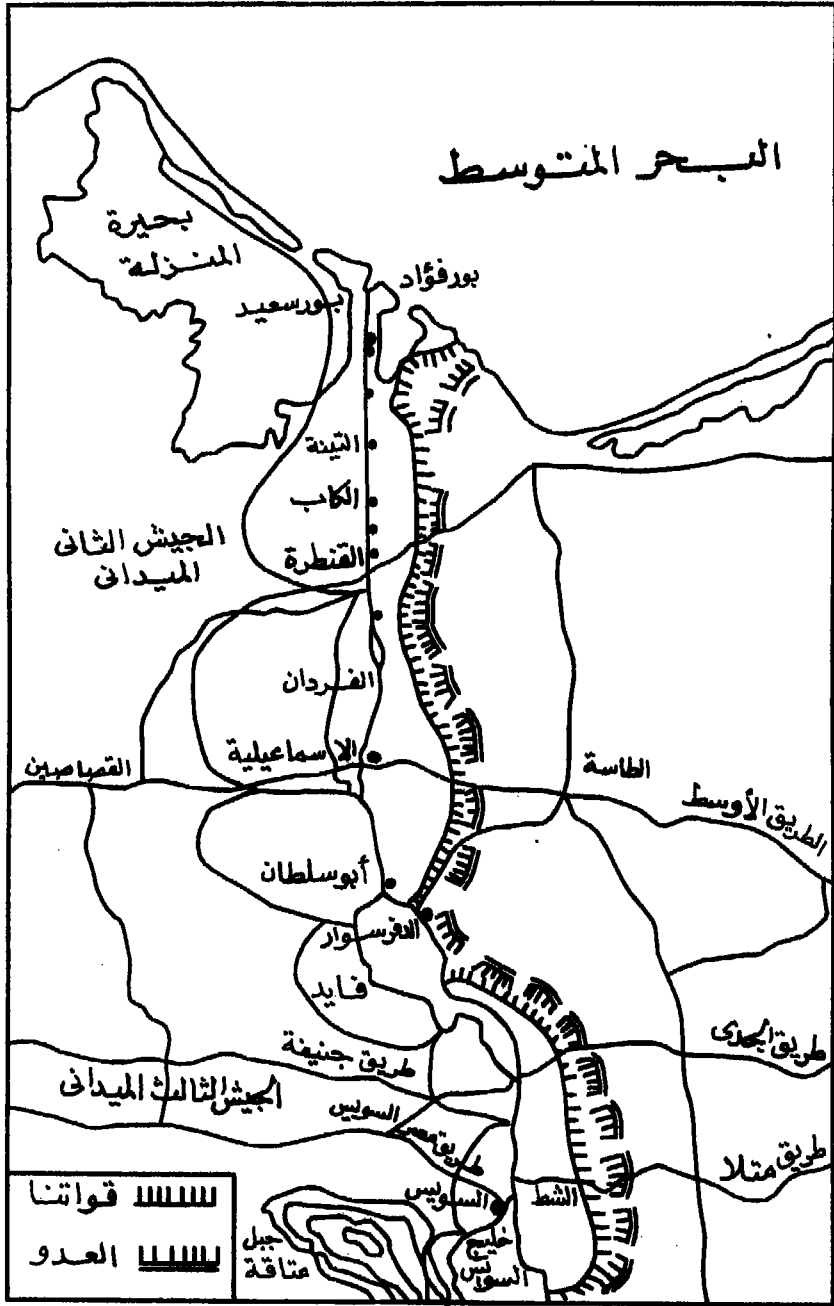 البحر المتوسط
بحيرة
المنزلة
بورفؤاد
بورسعيد
التينة
الكاب
الجيش الثانى
الميدانى
القنطرة
الفردان
الاسماعيلية
القصاصين
الطاسة
الطريق الأوسط
أبوسلطان
الدفرسوار
فايد
طريق الجدى
طريق جنيفة
الجيش الثالث الميدانى
طريق مصر السويس
طريق متلا
الشط
السويس
خليج
السويس
جبل
عتاقة
قواتنا
العدو